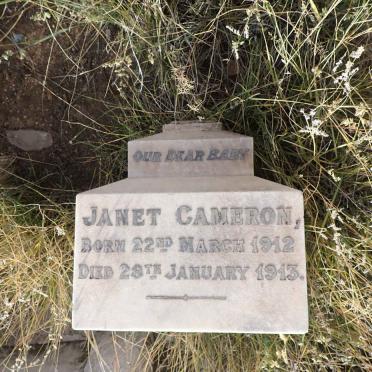 OUR DEAR BABY
JANET CAMERON,
BORN 22ND MARCH 1912
DIED 28TH JANUARY 1913.